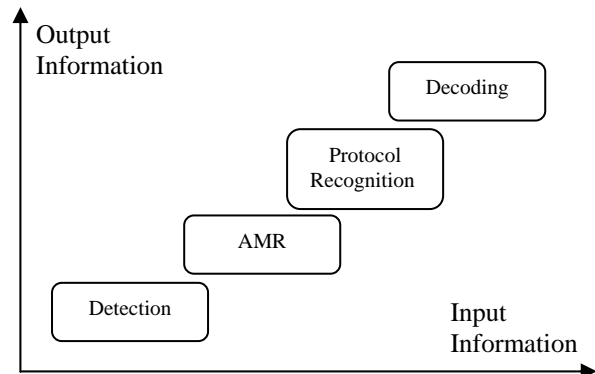 Output
Information
Decoding
Protocol
Recognition
AMR
Detection
Input
Information